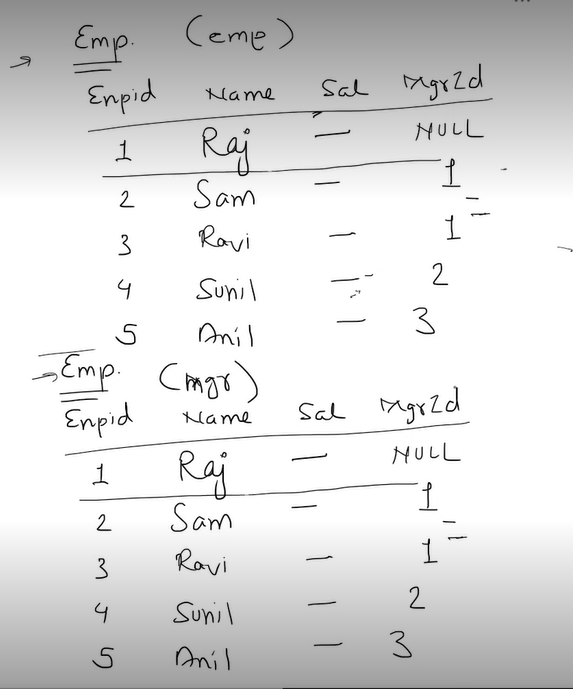 Emp. (eme)
Empid Name Sal MgrId
1 Raj — NULL
2 Sam — 1
3 Ravi — 1
4 Sunil — 2
5 Anil — 3
Emp. (mgr)
Empid Name Sal MgrId
1 Raj — NULL
2 Sam — 1
3 Ravi — 1
4 Sunil — 2
5 Anil — 3